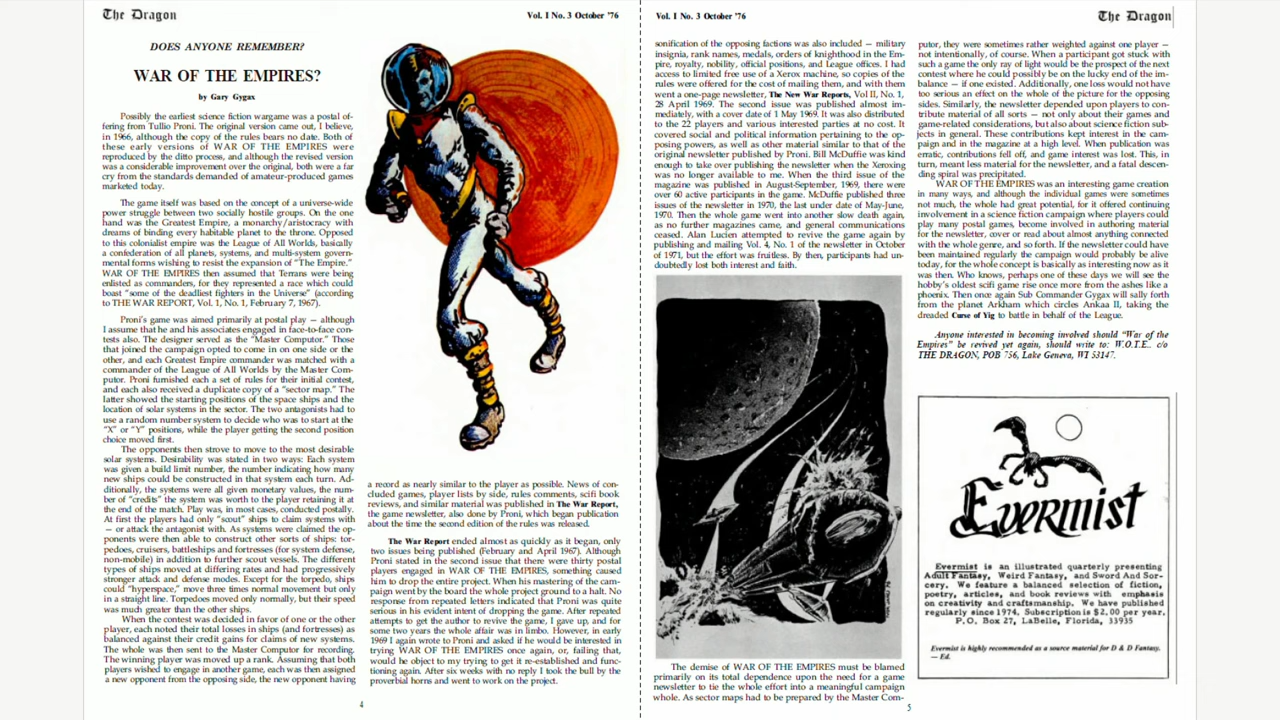 The Dragon
Vol. I No. 3 October '76
DOES ANYONE REMEMBER?
WAR OF THE EMPIRES?
by Gary Gygax
Possibly the earliest science fiction wargame was a postal of-
fering from Tullio Proni. The original version came out, I believe,
in 1966, although the copy of the rules bears no date. Both of
these early versions of WAR OF THE EMPIRES were
reproduced by the ditto process, and although the revised version
was a considerable improvement over the original, both were a far
cry from the standards demanded of amateur-produced games
marketed today.
The game itself was based on the concept of a universe-wide
power struggle between two socially hostile groups. On the one
hand was the Greatest Empire, a monarchy/aristocracy with
dreams of binding every habitable planet to the throne. Opposed
to this colonialist empire was the League of All Worlds, basically
a confederation of all planets, systems, and multi-system govern-
mental forms wishing to resist the expansion of "The Empire."
WAR OF THE EMPIRES then assumed that Terrans were being
enlisted as commanders, for they represented a race which could
boast "some of the deadliest fighters in the Universe" (according
to THE WAR REPORT, Vol. 1, No. 1, February 7, 1967).
Proni's game was aimed primarily at postal play — although
I assume that he and his associates engaged in face-to-face con-
tests also. The designer served as the "Master Computor." Those
that joined the campaign opted to come in on one side or the
other, and each Greatest Empire commander was matched with a
commander of the League of All Worlds by the Master Com-
putor. Proni furnished each a set of rules for their initial contest,
and each also received a duplicate copy of a "sector map." The
latter showed the starting positions of the space ships and the
location of solar systems in the sector. The two antagonists had to
use a random number system to decide who was to start at the
"X" or "Y" positions, while the player getting the second position
choice moved first.
The opponents then strove to move to the most desirable
solar systems. Desirability was stated in two ways: Each system
was given a build limit number, the number indicating how many
new ships could be constructed in that system each turn. Ad-
ditionally, the systems were all given monetary values, the num-
ber of "credits" the system was worth to the player retaining it at
the end of the match. Play was, in most cases, conducted postally.
At first the players had only "scout" ships to claim systems with
— or attack the antagonist with. As systems were claimed the op-
ponents were then able to construct other sorts of ships: tor-
pedoes, cruisers, battleships and fortresses (for system defense,
non-mobile) in addition to further scout vessels. The different
types of ships moved at differing rates and had progressively
stronger attack and defense modes. Except for the torpedo, ships
could "hyperspace," move three times normal movement but only
in a straight line. Torpedoes moved only normally, but their speed
was much greater than the other ships.
When the contest was decided in favor of one or the other
player, each noted their total losses in ships (and fortresses) as
balanced against their credit gains for claims of new systems.
The whole was then sent to the Master Computor for recording.
The winning player was moved up a rank. Assuming that both
players wished to engage in another game, each was then assigned
a new opponent from the opposing side, the new opponent having
a record as nearly similar to the player as possible. News of con-
cluded games, player lists by side, rules comments, scifi book
reviews, and similar material was published in The War Report,
the game newsletter, also done by Proni, which began publication
about the time the second edition of the rules was released.
The War Report ended almost as quickly as it began, only
two issues being published (February and April 1967). Although
Proni stated in the second issue that there were thirty postal
players engaged in WAR OF THE EMPIRES, something caused
him to drop the entire project. When his mastering of the cam-
paign went by the board the whole project ground to a halt. No
response from repeated letters indicated that Proni was quite
serious in his evident intent of dropping the game. After repeated
attempts to get the author to revive the game, I gave up, and for
some two years the whole affair was in limbo. However, in early
1969 I again wrote to Proni and asked if he would be interested in
trying WAR OF THE EMPIRES once again, or, failing that,
would he object to my trying to get it re-established and func-
tioning again. After six weeks with no reply I took the bull by the
proverbial horns and went to work on the project.
4
Vol. I No. 3 October '76
The Dragon
sonification of the opposing factions was also included — military
insignia, rank names, medals, orders of knighthood in the Em-
pire, royalty, nobility, official positions, and League offices. I had
access to limited free use of a Xerox machine, so copies of the
rules were offered for the cost of mailing them, and with them
went a one-page newsletter, The New War Reports, Vol II, No. 1,
28 April 1969. The second issue was published almost im-
mediately, with a cover date of 1 May 1969. It was also distributed
to the 22 players and various interested parties at no cost. It
covered social and political information pertaining to the op-
posing powers, as well as other material similar to that of the
original newsletter published by Proni. Bill McDuffie was kind
enough to take over publishing the newsletter when the Xeroxing
was no longer available to me. When the third issue of the
magazine was published in August-September, 1969, there were
over 60 active participants in the game. McDuffie published three
issues of the newsletter in 1970, the last under date of May-June,
1970. Then the whole game went into another slow death again,
as no further magazines came, and general communications
ceased. Alan Lucien attempted to revive the game again by
publishing and mailing Vol. 4, No. 1 of the newsletter in October
of 1971, but the effort was fruitless. By then, participants had un-
doubtedly lost both interest and faith.
The demise of WAR OF THE EMPIRES must be blamed
primarily on its total dependence upon the need for a game
newsletter to tie the whole effort into a meaningful campaign
whole. As sector maps had to be prepared by the Master Com-
putor, they were sometimes rather weighted against one player —
not intentionally, of course. When a participant got stuck with
such a game the only ray of light would be the prospect of the next
contest where he could possibly be on the lucky end of the im-
balance — if one existed. Additionally, one loss would not have
too serious an effect on the whole of the picture for the opposing
sides. Similarly, the newsletter depended upon players to con-
tribute material of all sorts — not only about their games and
game-related considerations, but also about science fiction sub-
jects in general. These contributions kept interest in the cam-
paign and in the magazine at a high level. When publication was
erratic, contributions fell off, and game interest was lost. This, in
turn, meant less material for the newsletter, and a fatal descen-
ding spiral was precipitated.
WAR OF THE EMPIRES was an interesting game creation
in many ways, and although the individual games were sometimes
not much, the whole had great potential, for it offered continuing
involvement in a science fiction campaign where players could
play many postal games, become involved in authoring material
for the newsletter, cover or read about almost anything connected
with the whole genre, and so forth. If the newsletter could have
been maintained regularly the campaign would probably be alive
today, for the whole concept is basically as interesting now as it
was then. Who knows, perhaps one of these days we will see the
hobby's oldest scifi game rise once more from the ashes like a
phoenix. Then once again Sub Commander Gygax will sally forth
from the planet Arkham which circles Ankaa II, taking the
dreaded Curse of Yig to battle in behalf of the League.
Anyone interested in becoming involved should "War of the
Empires" be revived yet again, should write to: W.O.T.E.. c/o
THE DRAGON, POB 756, Lake Geneva, WI 53147.
Evermist
Evermist is an illustrated quarterly presenting
Adult Fantasy, Weird Fantasy, and Sword And Sor-
cery. We feature a balanced selection of fiction,
poetry, articles, and book reviews with emphasis
on creativity and craftsmanship. We have published
regularly since 1974. Subscription is $2.00 per year.
P.O. Box 27, LaBelle, Florida, 33935
Evermist is highly recommended as a source material for D & D Fantasy.
— Ed.
5